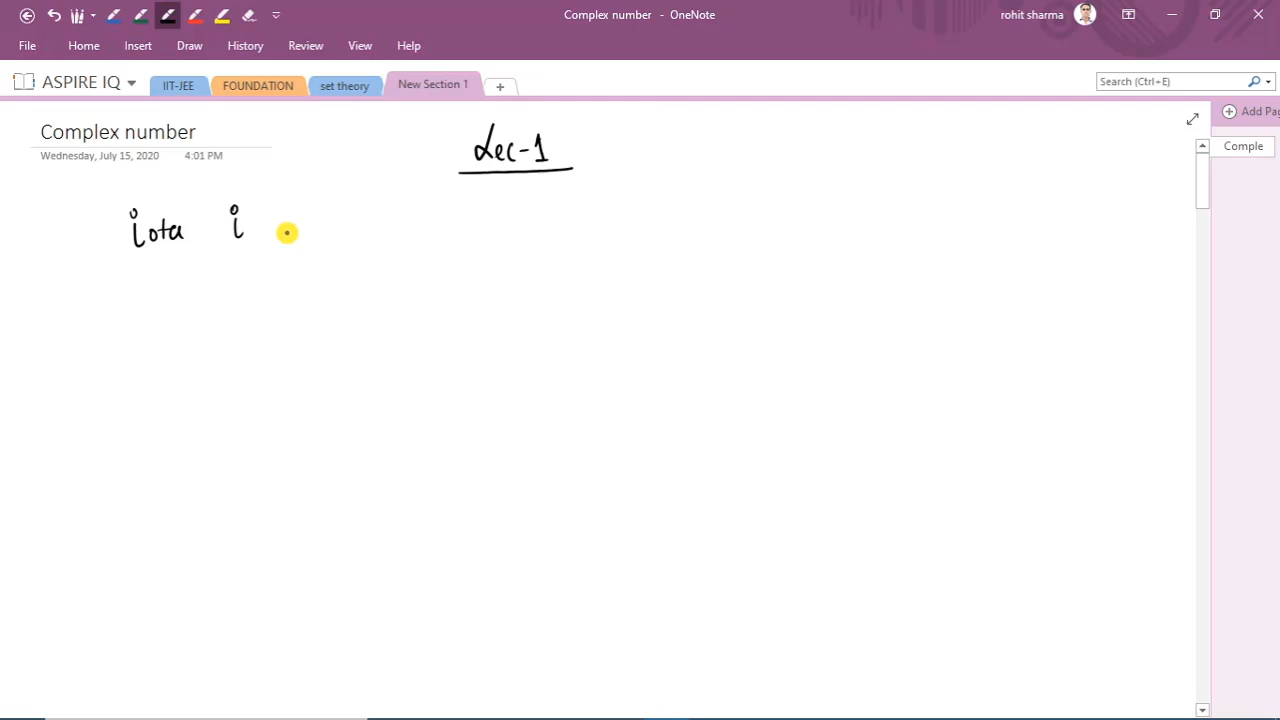 Complex number - OneNote
rohit sharma
File Home Insert Draw History Review View Help
ASPIRE IQ
IIT-JEE FOUNDATION set theory New Section 1
Search (Ctrl+E)
Add Pag
Comple
Complex number
Wednesday, July 15, 2020 4:01 PM
Lec-1
iota i